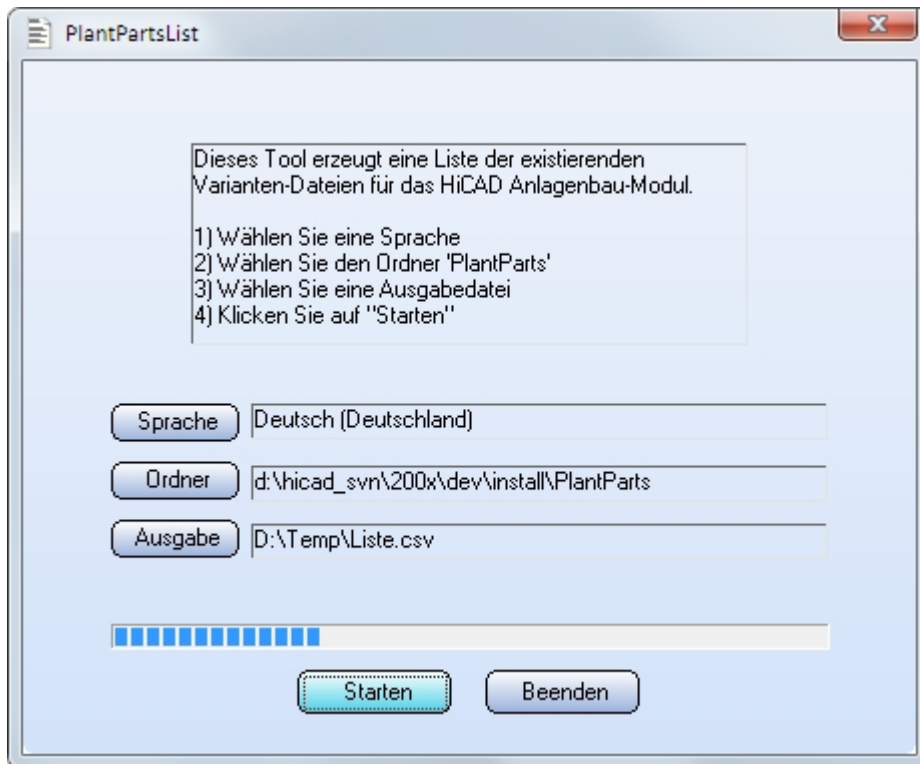 PlantPartsList
Dieses Tool erzeugt eine Liste der existierenden
Varianten-Dateien für das HiCAD Anlagenbau-Modul.
1) Wählen Sie eine Sprache
2) Wählen Sie den Ordner 'PlantParts'
3) Wählen Sie eine Ausgabedatei
4) Klicken Sie auf "Starten"
Sprache Deutsch (Deutschland)
Ordner d:\hicad_svn\200x\dev\install\PlantParts
Ausgabe D:\Temp\Liste.csv
Starten Beenden